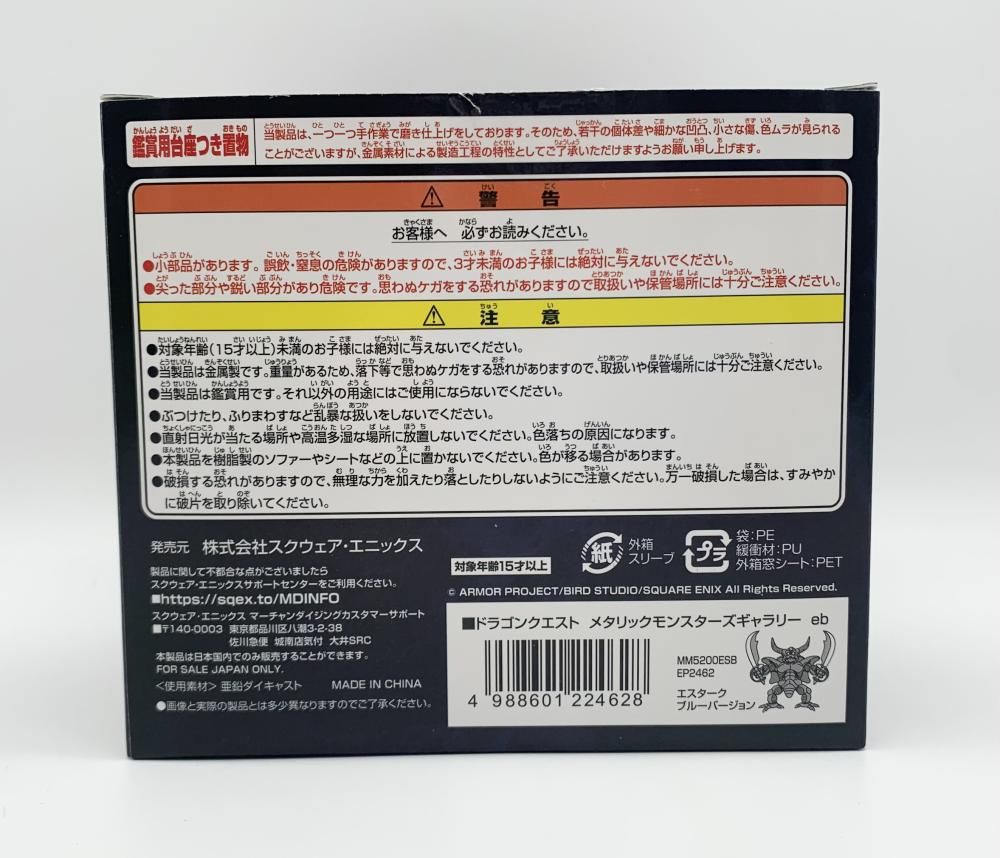 鑑賞用台座つき置物
当製品は、一つ一つ手作業で磨き仕上げをしております。そのため、若干の個体差や細かな凹凸、小さな傷、色ムラが見られる
ことがございますが、金属素材による製造工程の特性としてご了承いただけますようお願い申し上げます。
⚠ 警告
お客様へ 必ずお読みください。
●小部品があります。誤飲・窒息の危険がありますので、3才未満のお子様には絶対に与えないでください。
●尖った部分や鋭い部分があり危険です。思わぬケガをする恐れがありますので取扱いや保管場所には十分ご注意ください。
⚠ 注意
●対象年齢(15才以上)未満のお子様には絶対に与えないでください。
●当製品は金属製です。重量があるため、落下等で思わぬケガをする恐れがありますので、取扱いや保管場所には十分ご注意ください。
●当製品は鑑賞用です。それ以外の用途にはご使用にならないでください。
●ぶつけたり、ふりまわすなど乱暴な扱いをしないでください。
●直射日光が当たる場所や高温多湿な場所に放置しないでください。色落ちの原因になります。
●本製品を樹脂製のソファーやシートなどの上に置かないでください。色が移る場合があります。
●破損する恐れがありますので、無理な力を加えたり落としたりしないようにご注意ください。万一破損した場合は、すみやか
に破片を取り除いてください。
発売元 株式会社スクウェア・エニックス
製品に関して不都合な点がございましたら
スクウェア・エニックスサポートセンターをご利用ください。
■https://sqex.to/MDINFO
スクウェア・エニックス マーチャンダイジングカスタマーサポート
■〒140-0003 東京都品川区八潮3-2-38
佐川急便 城南店気付 大井SRC
本製品は日本国内でのみ販売することができます。
FOR SALE JAPAN ONLY.
<使用素材> 亜鉛ダイキャスト MADE IN CHINA
●画像と実際の製品とは多少異なりますのでご了承ください。
対象年齢15才以上
紙
外箱
スリーブ
プラ
袋:PE
緩衝材:PU
外箱窓シート:PET
© ARMOR PROJECT/BIRD STUDIO/SQUARE ENIX All Rights Reserved.
■ドラゴンクエスト メタリックモンスターズギャラリー eb
MM5200ESB
EP2462
エスターク
ブルーバージョン
4 988601 224628